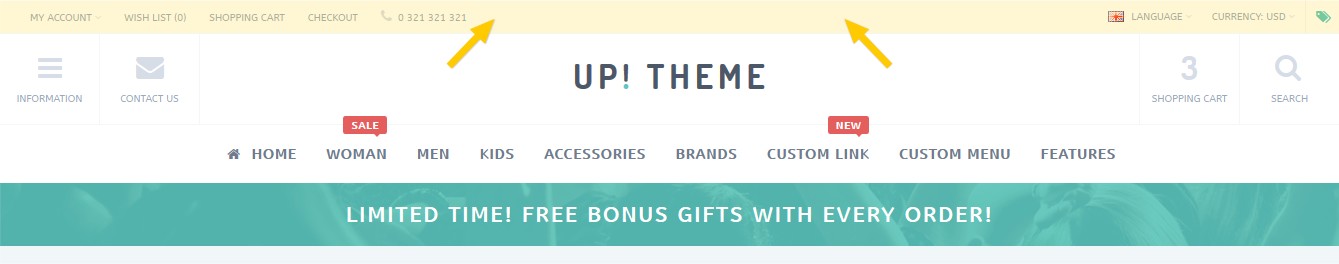 MY ACCOUNT WISH LIST (0) SHOPPING CART CHECKOUT 0 321 321 321 LANGUAGE CURRENCY: USD
UP! THEME
3
INFORMATION CONTACT US SHOPPING CART SEARCH
SALE NEW
HOME WOMAN MEN KIDS ACCESSORIES BRANDS CUSTOM LINK CUSTOM MENU FEATURES
LIMITED TIME! FREE BONUS GIFTS WITH EVERY ORDER!